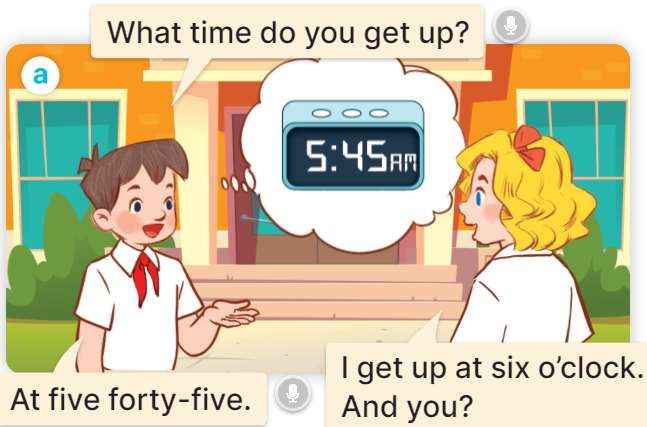 What time do you get up?
a
5:45AM
I get up at six o'clock.
And you?
At five forty-five.